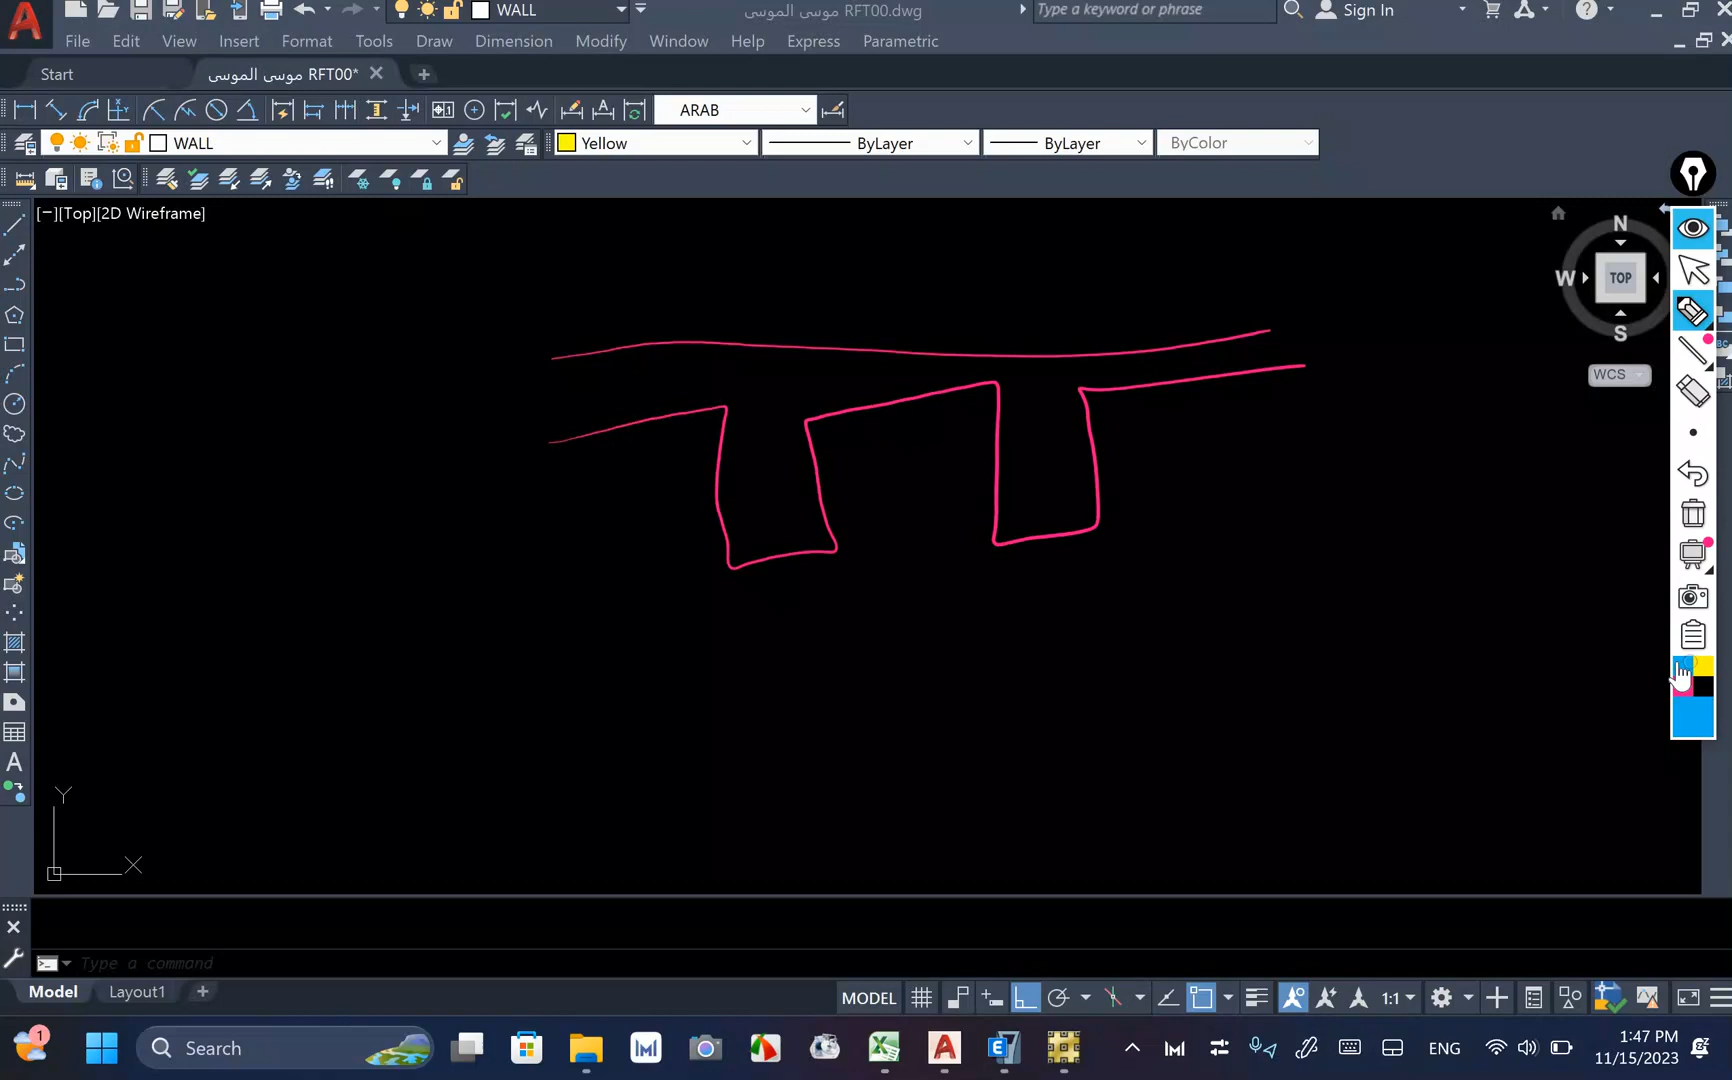 WALL
موسى الموسى RFT00.dwg
Type a keyword or phrase
Sign In
File Edit View Insert Format Tools Draw Dimension Modify Window Help Express Parametric
Start
موسى الموسى RFT00*
ARAB
WALL
Yellow
ByLayer
ByLayer
ByColor
[−][Top][2D Wireframe]
N
W
TOP
S
WCS
Y
X
Type a command
Model
Layout1
MODEL
1:1
1
Search
ENG
1:47 PM
11/15/2023